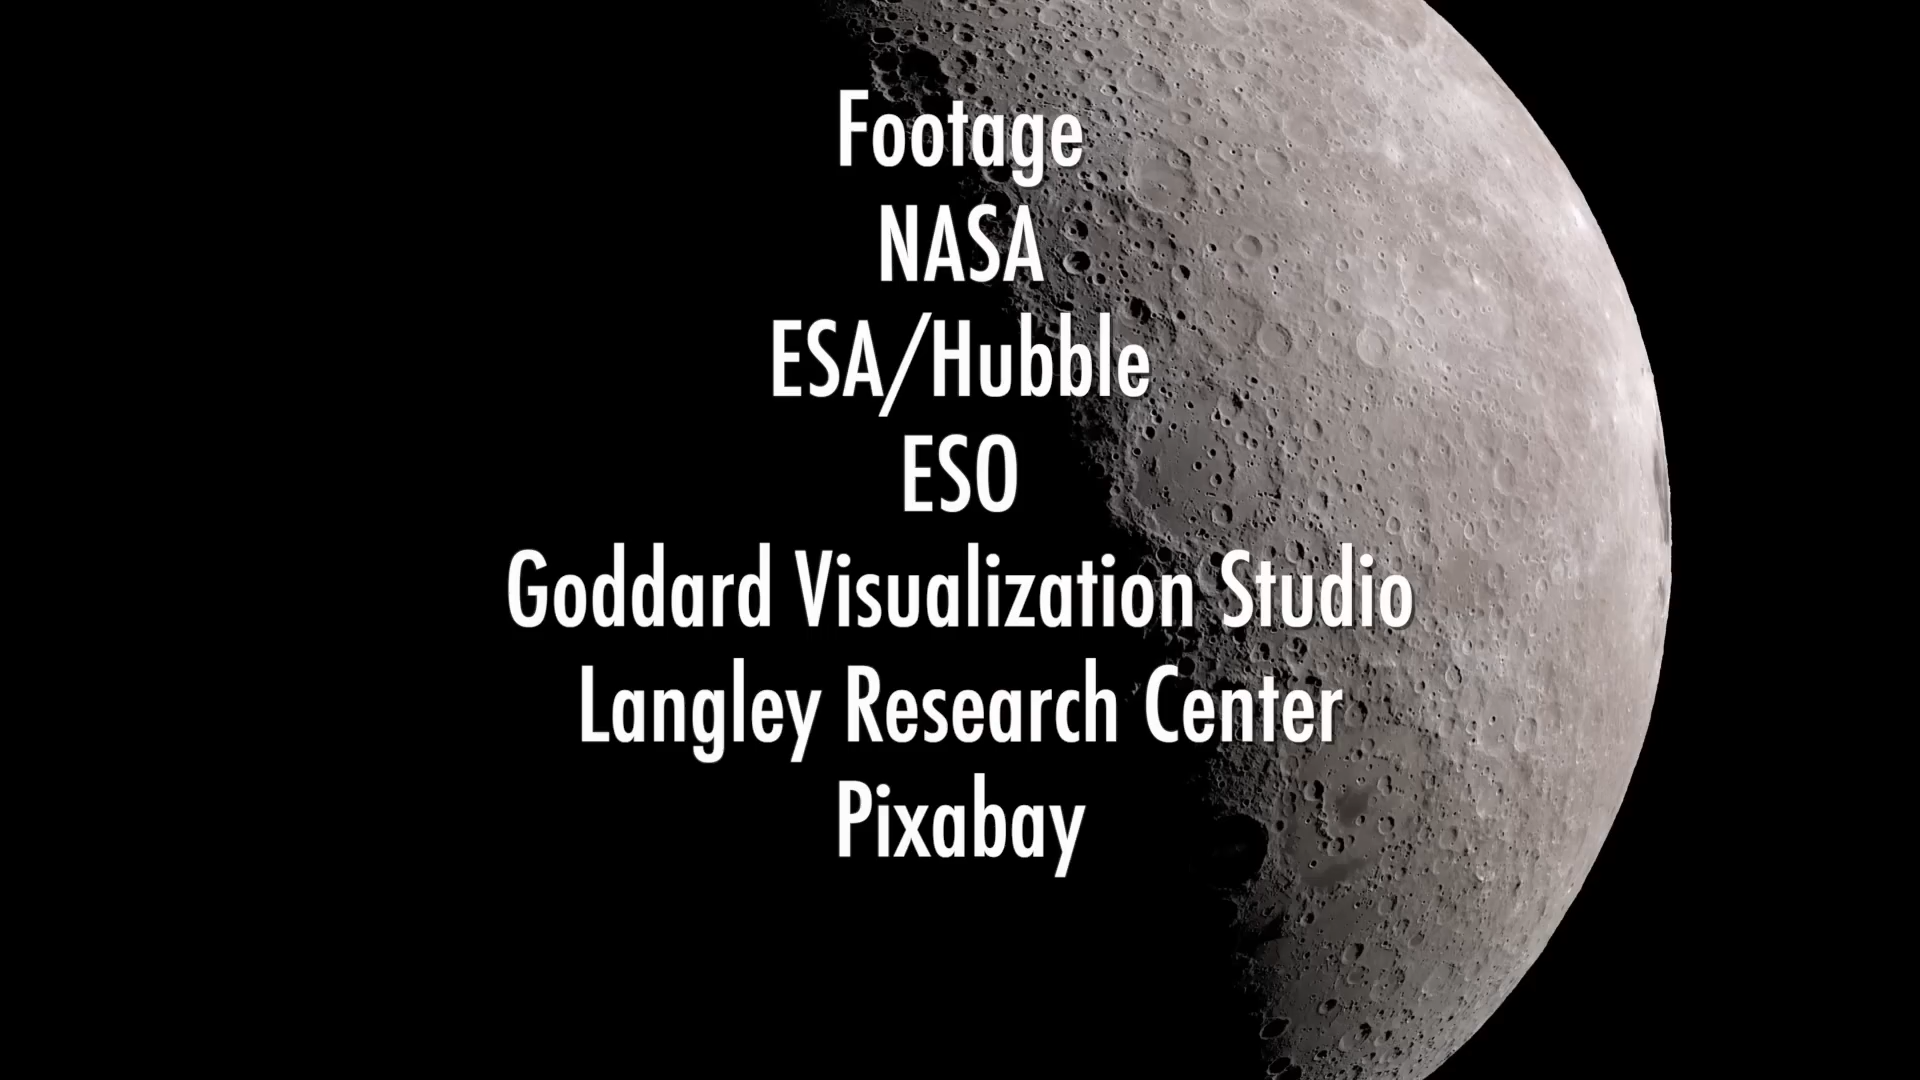 Footage
NASA
ESA/Hubble
ESO
Goddard Visualization Studio
Langley Research Center
Pixabay